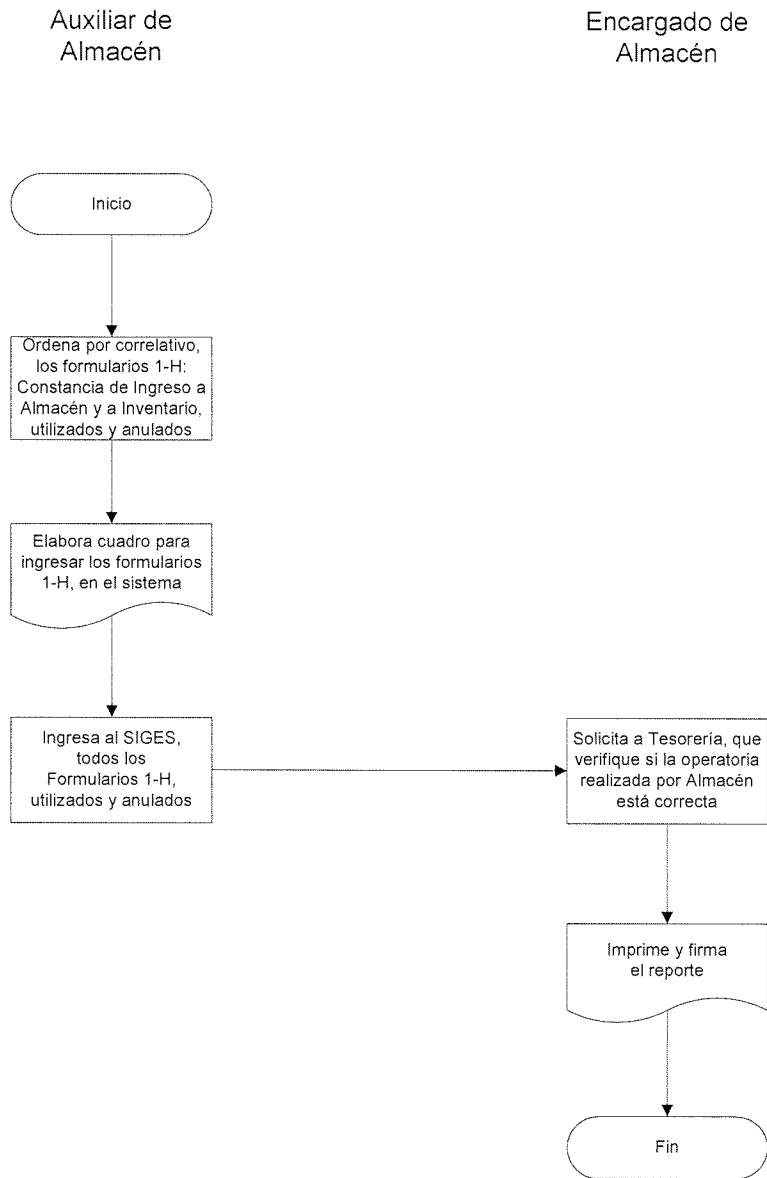 Auxiliar de
Almacén
Encargado de
Almacén
Inicio
Ordena por correlativo,
los formularios 1-H:
Constancia de Ingreso a
Almacén y a Inventario,
utilizados y anulados
Elabora cuadro para
ingresar los formularios
1-H, en el sistema
Ingresa al SIGES,
todos los
Formularios 1-H,
utilizados y anulados
Solicita a Tesorería, que
verifique si la operatoria
realizada por Almacén
está correcta
Imprime y firma
el reporte
Fin